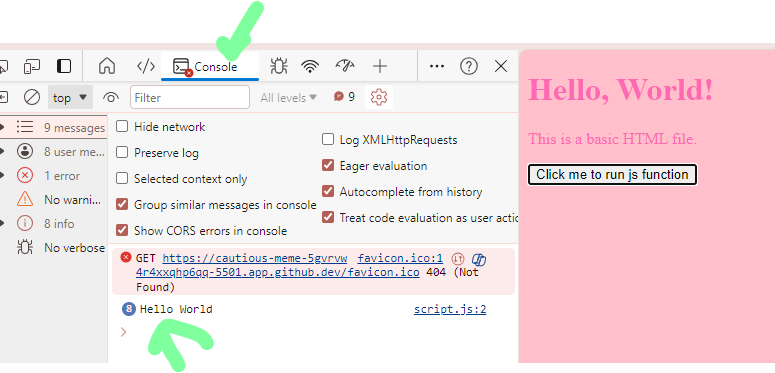 Console
top
Filter
All levels
9
9 messages
8 user me...
1 error
No warnin...
8 info
No verbose
Hide network
Preserve log
Selected context only
Group similar messages in console
Show CORS errors in console
Log XMLHttpRequests
Eager evaluation
Autocomplete from history
Treat code evaluation as user actio
GET https://cautious-meme-5gvrvw favicon.ico:1
4r4xxqhp6qq-5501.app.github.dev/favicon.ico 404 (Not
Found)
8 Hello World script.js:2
Hello, World!
This is a basic HTML file.
Click me to run js function